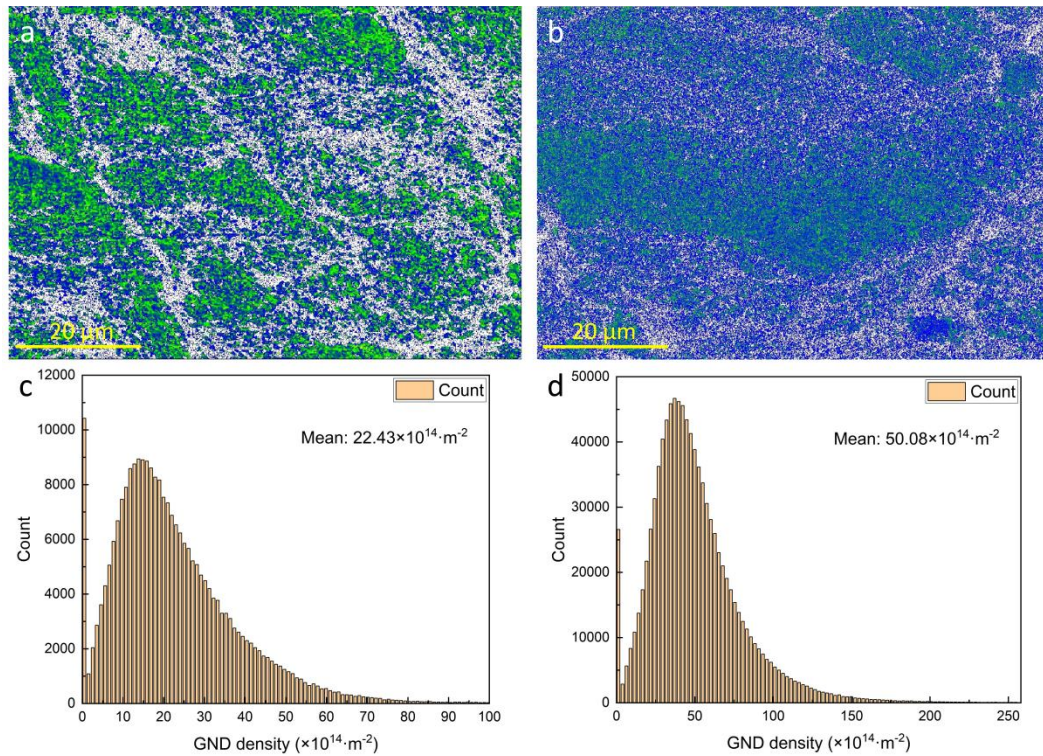 a
b
20 μm
20 μm
c
Count
Mean: 22.43×10¹⁴·m⁻²
12000
10000
8000
6000
4000
2000
0
Count
0 10 20 30 40 50 60 70 80 90 100
GND density (×10¹⁴·m⁻²)
d
Count
Mean: 50.08×10¹⁴·m⁻²
50000
40000
30000
20000
10000
0
Count
0 50 100 150 200 250
GND density (×10¹⁴·m⁻²)